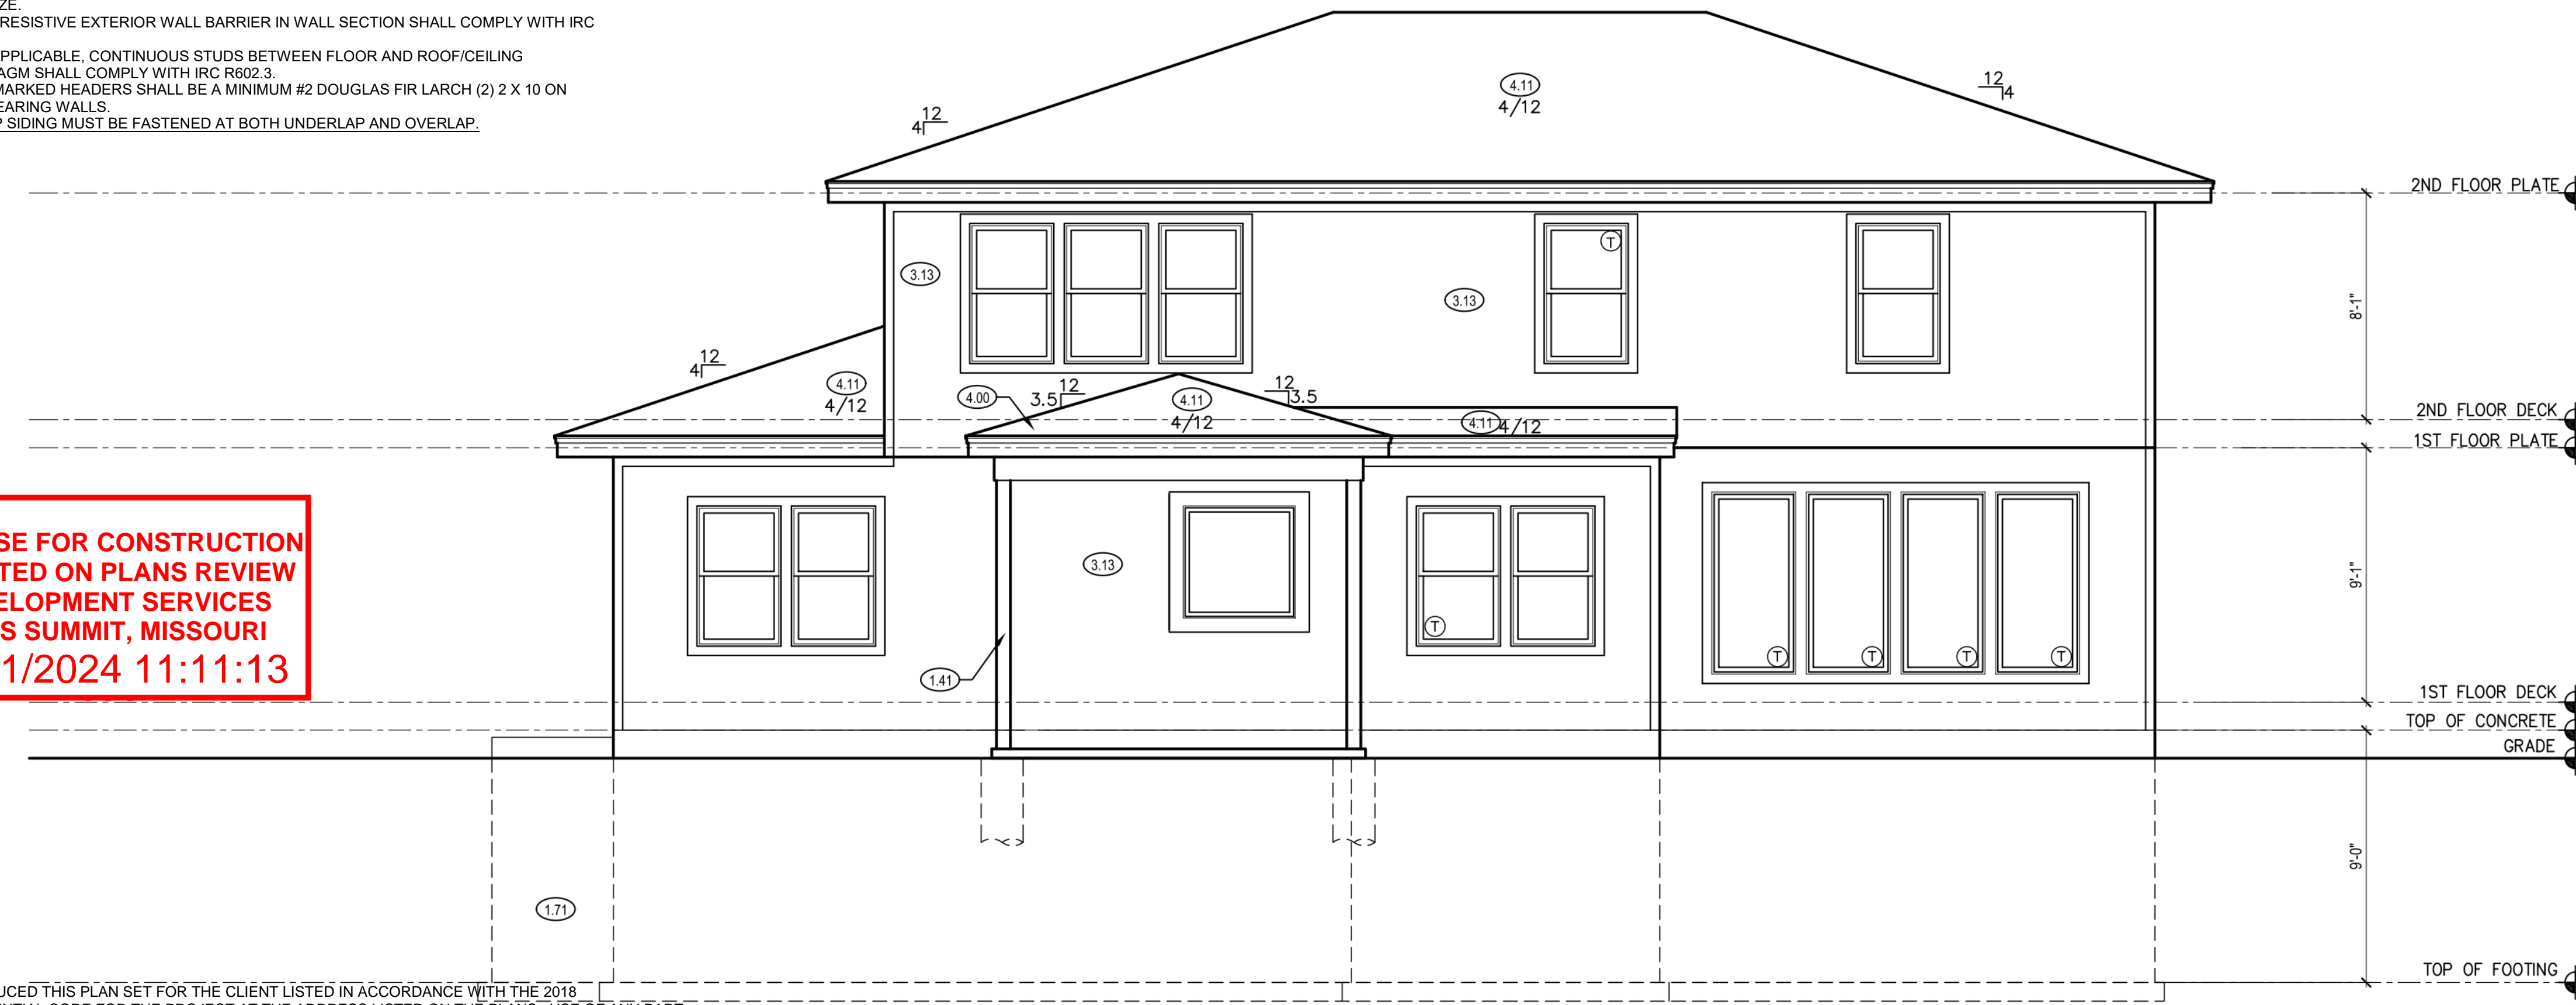 ZE.
RESISTIVE EXTERIOR WALL BARRIER IN WALL SECTION SHALL COMPLY WITH IRC
PPLICABLE, CONTINUOUS STUDS BETWEEN FLOOR AND ROOF/CEILING
AGM SHALL COMPLY WITH IRC R602.3.
MARKED HEADERS SHALL BE A MINIMUM #2 DOUGLAS FIR LARCH (2) 2 X 10 ON
EARING WALLS.
P SIDING MUST BE FASTENED AT BOTH UNDERLAP AND OVERLAP.
4.11
4/12
12
4
12
4
2ND FLOOR PLATE
T
3.13
3.13
8'-1"
12
4
4.11
4/12
4.00
12
3.5
4.11
4/12
12
3.5
4.11
4/12
2ND FLOOR DECK
1ST FLOOR PLATE
SE FOR CONSTRUCTION
TED ON PLANS REVIEW
ELOPMENT SERVICES
S SUMMIT, MISSOURI
1/2024 11:11:13
3.13
9'-1"
T
T
T
T
T
1.41
1ST FLOOR DECK
TOP OF CONCRETE
GRADE
9'-0"
1.71
TOP OF FOOTING
UCED THIS PLAN SET FOR THE CLIENT LISTED IN ACCORDANCE WITH THE 2018